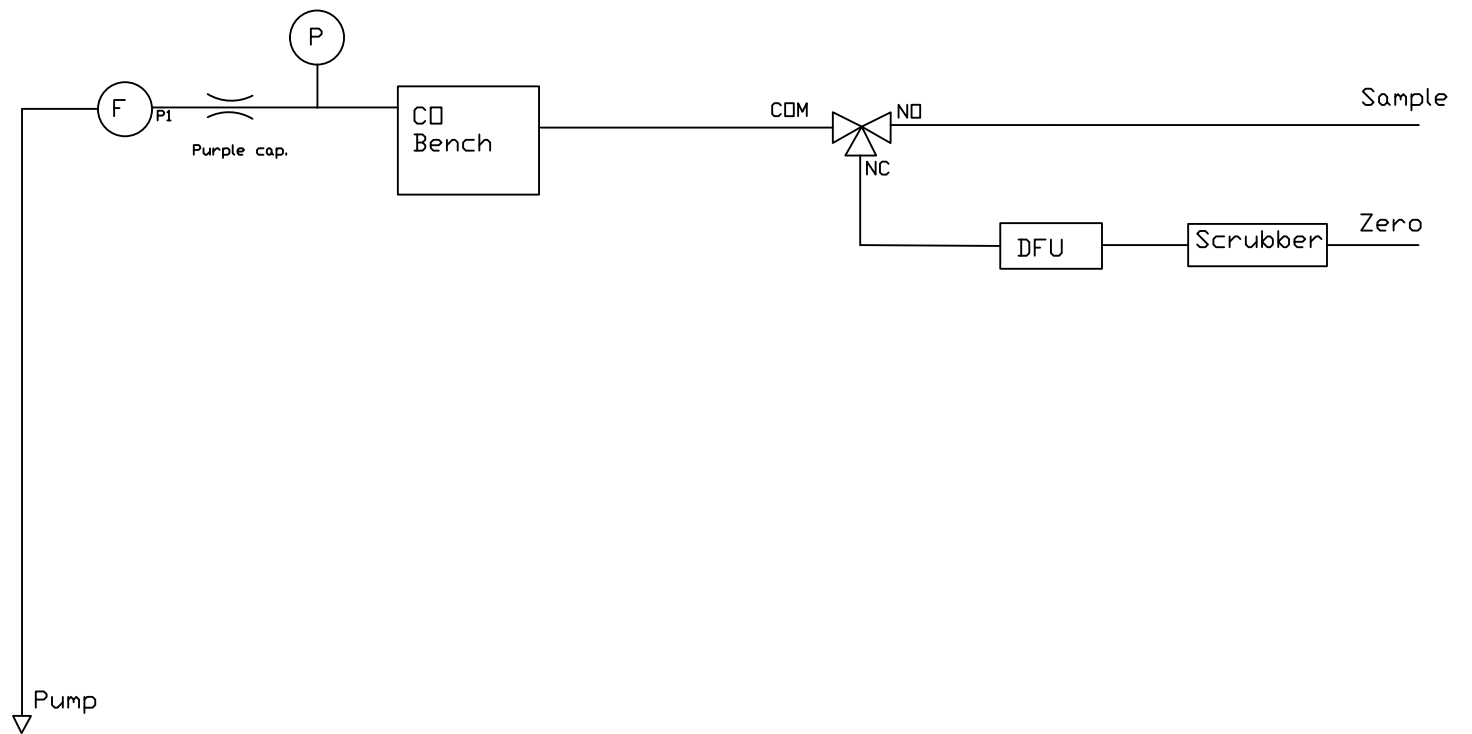 P
F
P1
Purple cap.
CO
Bench
COM
NO
NC
Sample
Zero
DFU
Scrubber
Pump